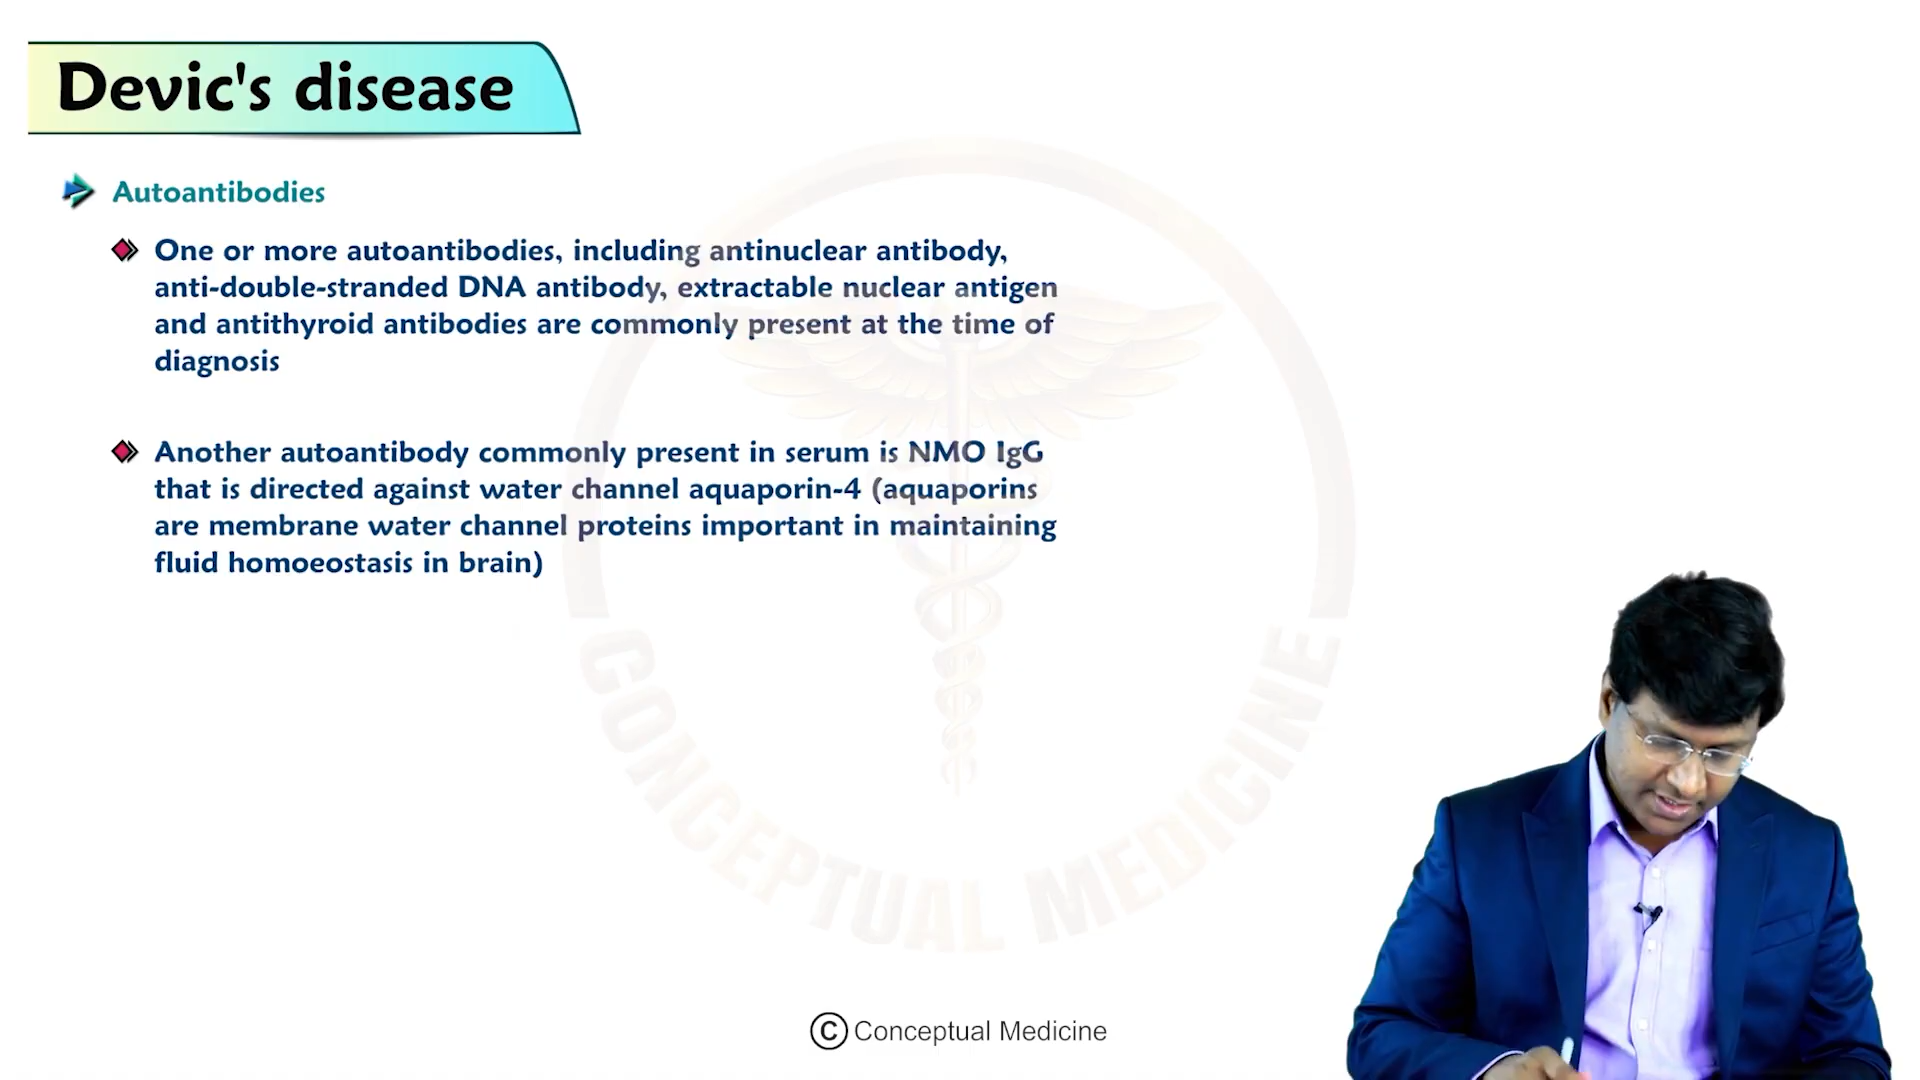 Devic's disease
Autoantibodies
One or more autoantibodies, including antinuclear antibody,
anti-double-stranded DNA antibody, extractable nuclear antigen
and antithyroid antibodies are commonly present at the time of
diagnosis
Another autoantibody commonly present in serum is NMO IgG
that is directed against water channel aquaporin-4 (aquaporins
are membrane water channel proteins important in maintaining
fluid homoeostasis in brain)
CONCEPTUAL MEDICINE
© Conceptual Medicine